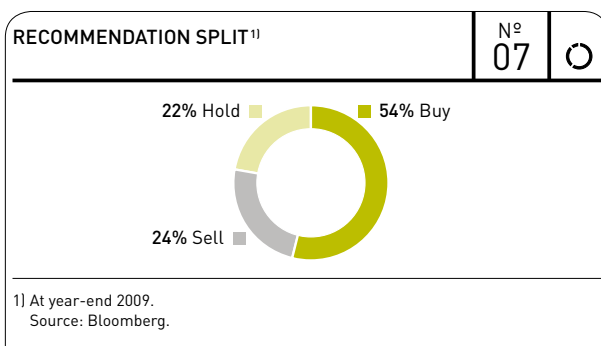 RECOMMENDATION SPLIT¹⁾
Nº
07
22% Hold
54% Buy
24% Sell
1) At year-end 2009.
Source: Bloomberg.